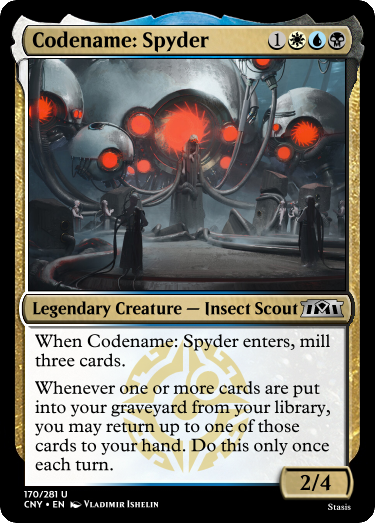 Codename: Spyder 1
Legendary Creature — Insect Scout
When Codename: Spyder enters, mill
three cards.
Whenever one or more cards are put
into your graveyard from your library,
you may return up to one of those
cards to your hand. Do this only once
each turn.
2/4
170/281 U
CNY • EN Vladimir Ishelin
Stasis